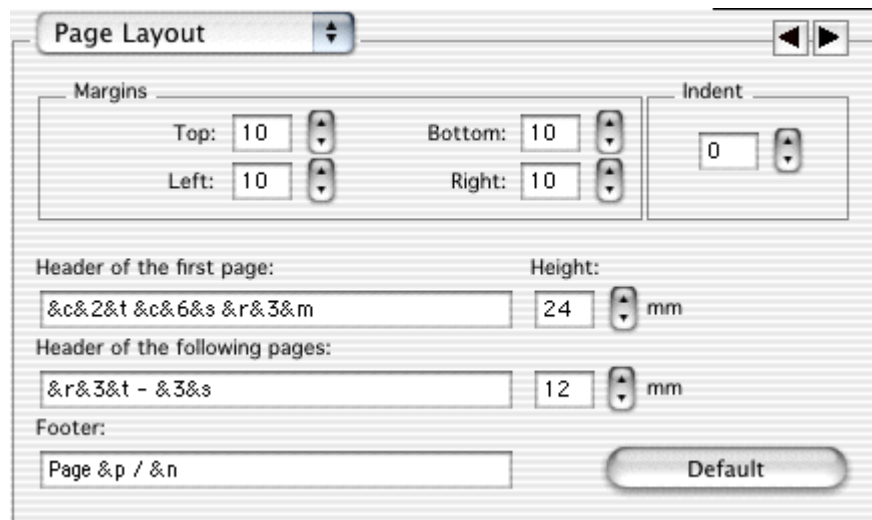 Page Layout
Margins
Indent
Top: 10 Bottom: 10
0
Left: 10 Right: 10
Header of the first page: Height:
&c&2&t &c&6&s &r&3&m 24 mm
Header of the following pages:
&r&3&t - &3&s 12 mm
Footer:
Page &p / &n Default